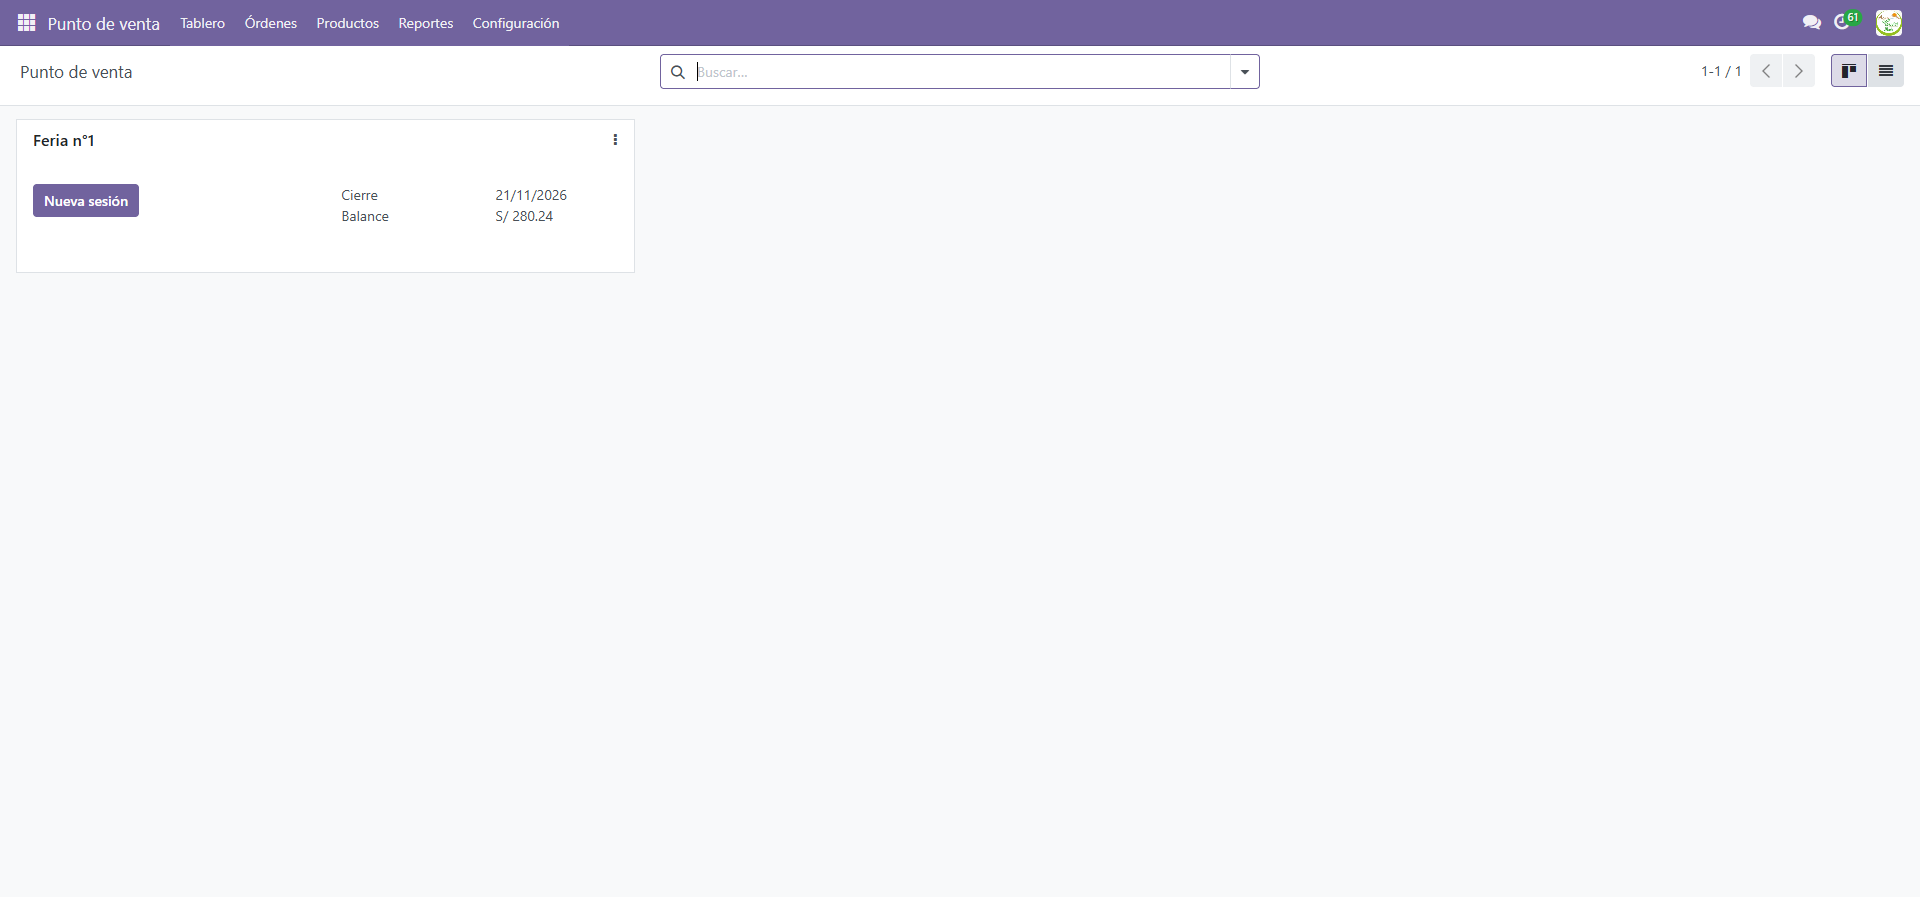 Punto de venta Tablero Órdenes Productos Reportes Configuración 61
Punto de venta Buscar... 1-1 / 1
Feria n°1
Nueva sesión
Cierre 21/11/2026
Balance S/ 280.24